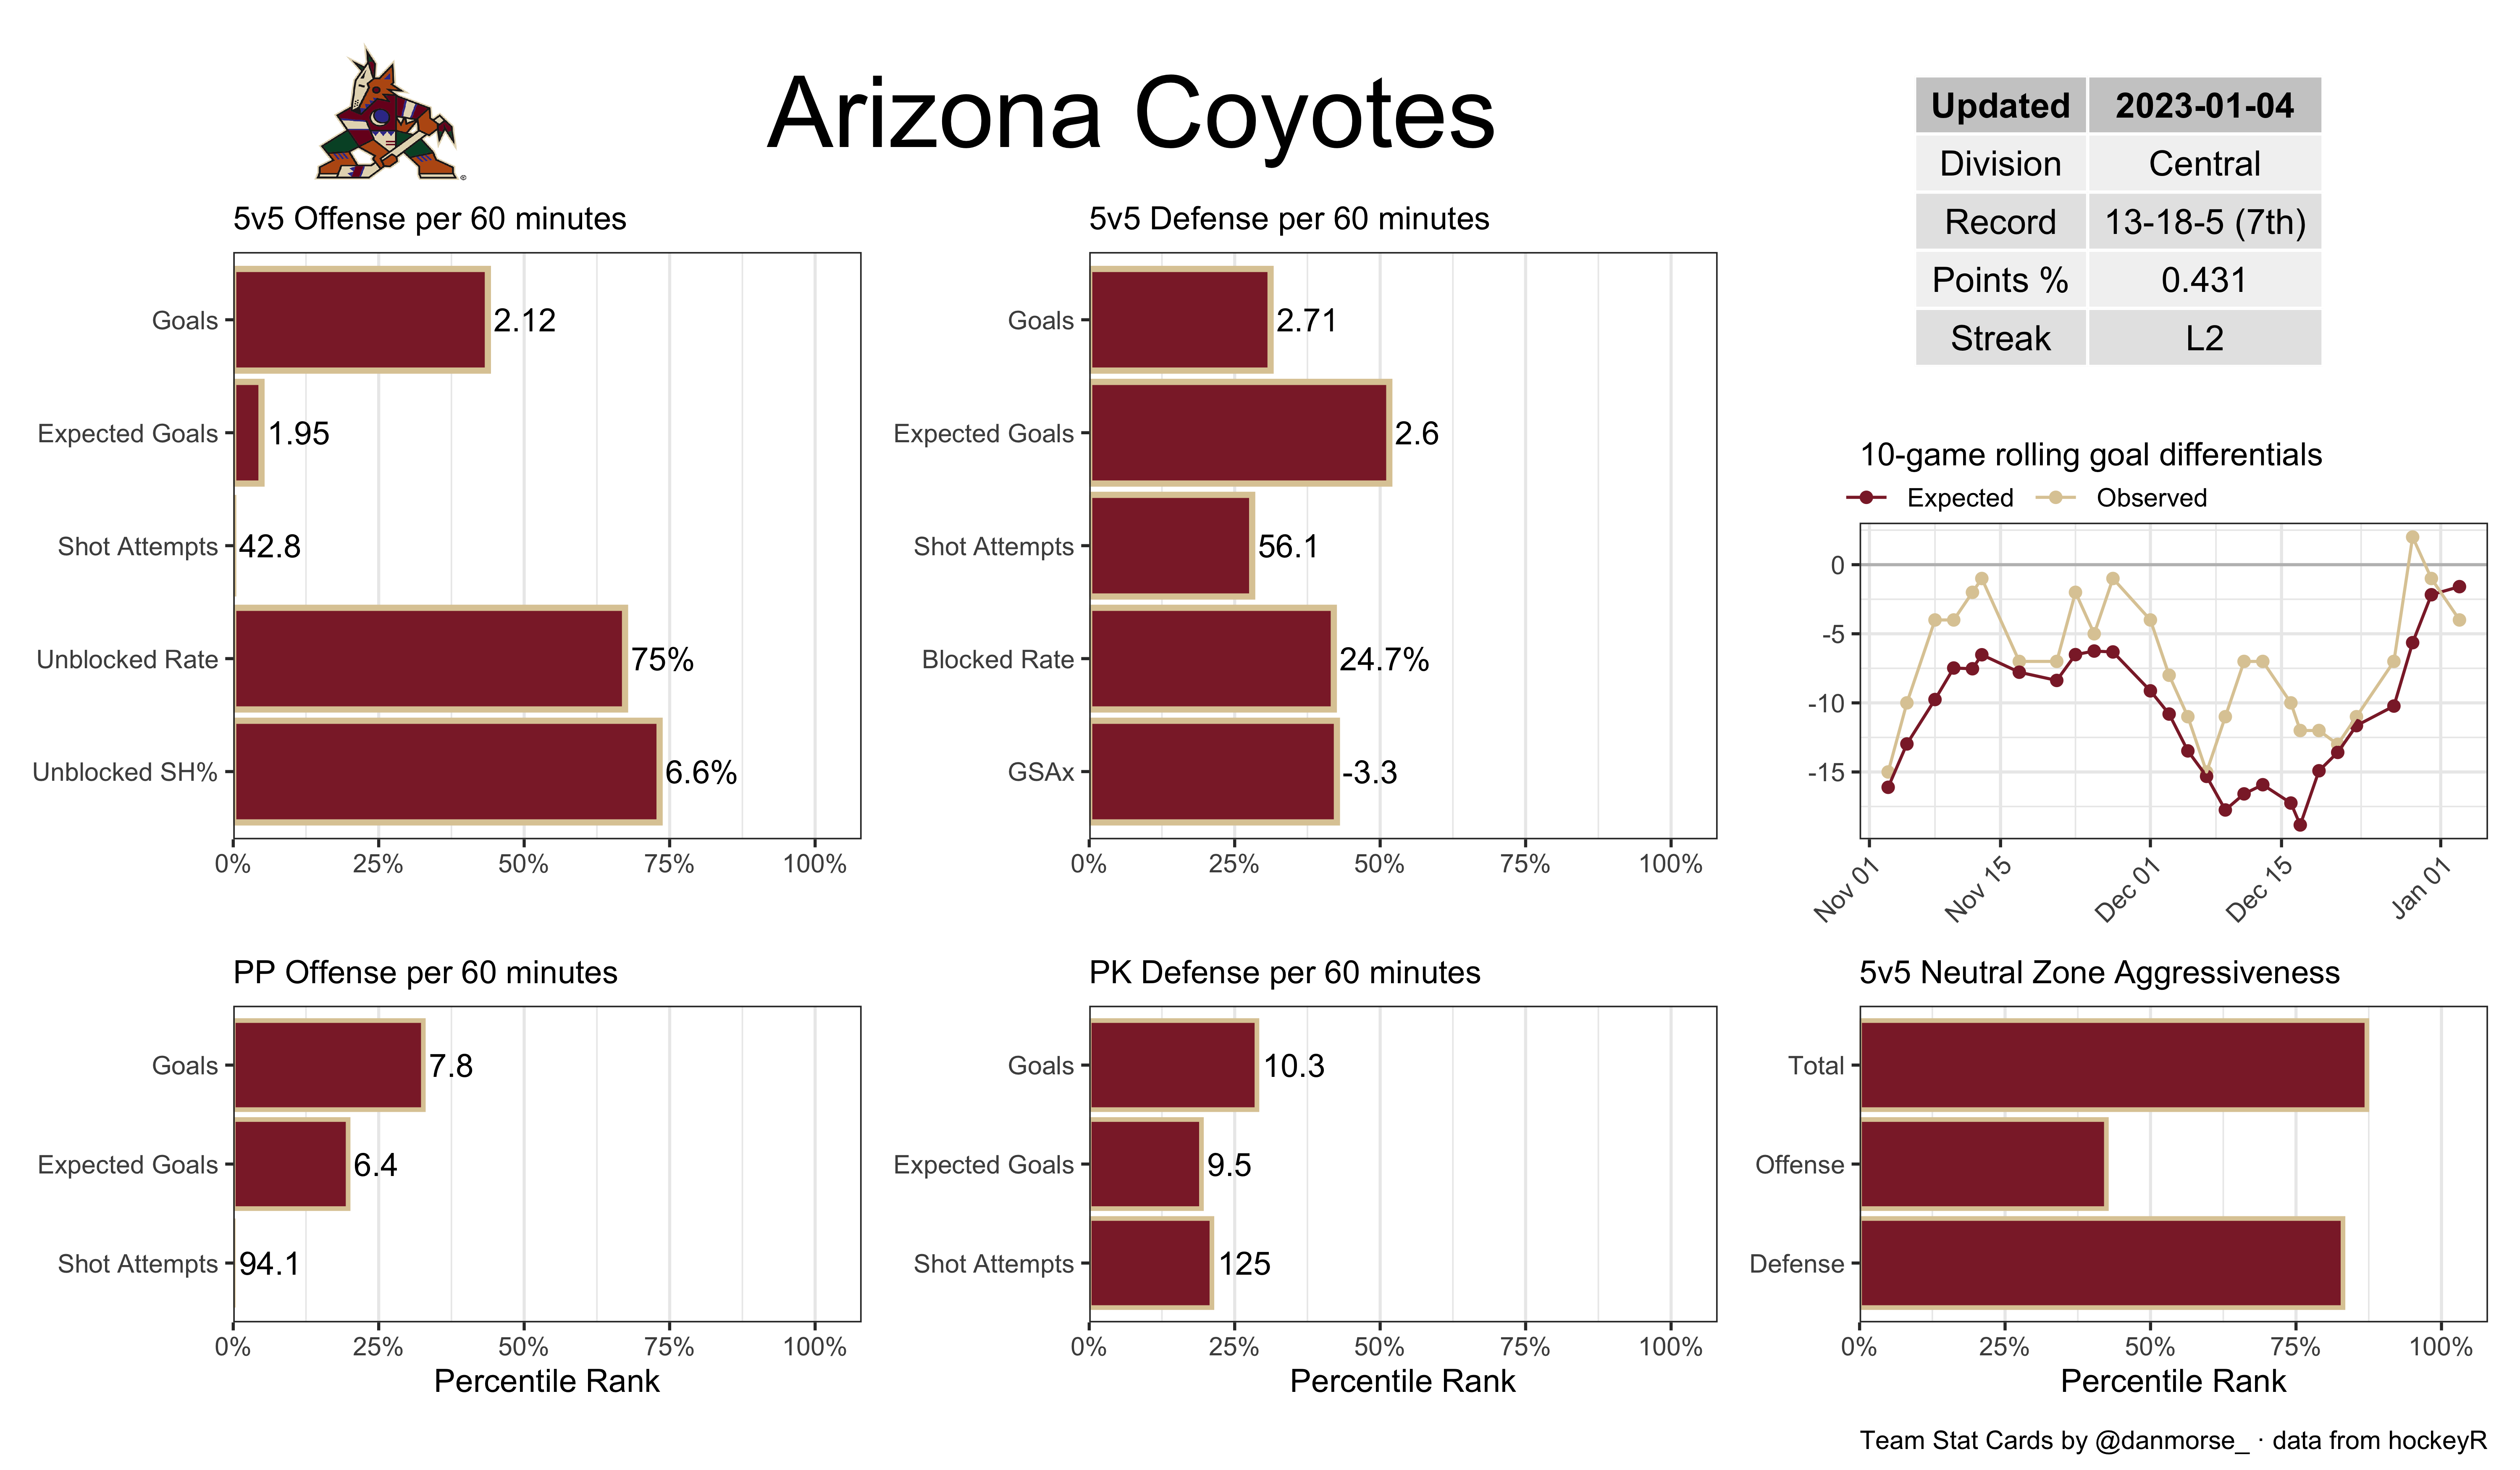 Arizona Coyotes
Updated 2023-01-04
Division Central
Record 13-18-5 (7th)
Points % 0.431
Streak L2
5v5 Offense per 60 minutes
Goals 2.12
Expected Goals 1.95
Shot Attempts 42.8
Unblocked Rate 75%
Unblocked SH% 6.6%
0% 25% 50% 75% 100%
5v5 Defense per 60 minutes
Goals 2.71
Expected Goals 2.6
Shot Attempts 56.1
Blocked Rate 24.7%
GSAx -3.3
0% 25% 50% 75% 100%
10-game rolling goal differentials
Expected Observed
0
-5
-10
-15
Nov 01 Nov 15 Dec 01 Dec 15 Jan 01
PP Offense per 60 minutes
Goals 7.8
Expected Goals 6.4
Shot Attempts 94.1
0% 25% 50% 75% 100%
Percentile Rank
PK Defense per 60 minutes
Goals 10.3
Expected Goals 9.5
Shot Attempts 125
0% 25% 50% 75% 100%
Percentile Rank
5v5 Neutral Zone Aggressiveness
Total
Offense
Defense
0% 25% 50% 75% 100%
Percentile Rank
Team Stat Cards by @danmorse_ · data from hockeyR